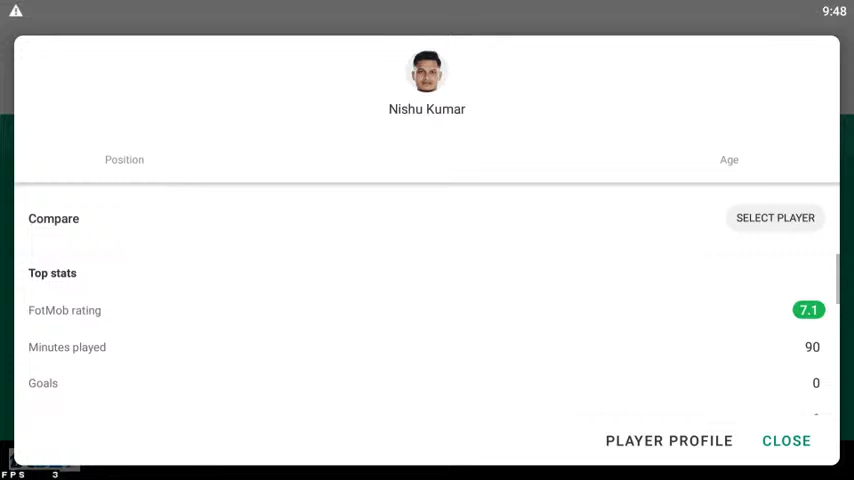 9:48
Nishu Kumar
Position Age
Compare SELECT PLAYER
Top stats
FotMob rating 7.1
Minutes played 90
Goals 0
PLAYER PROFILE CLOSE
FPS 3